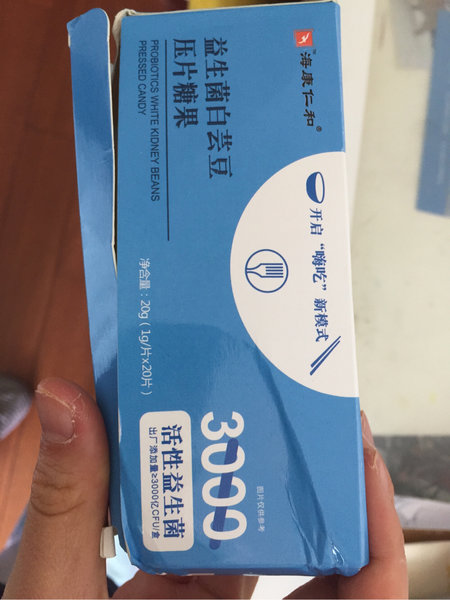 海康仁和®
益生菌白芸豆
压片糖果
PROBIOTICS WHITE KIDNEY BEANS
PRESSED CANDY
开启“嗨吃”新模式
净含量：20g（1g/片x20片）
3000
图片仅供参考
活性益生菌
出厂添加量≥3000亿CFU/盒